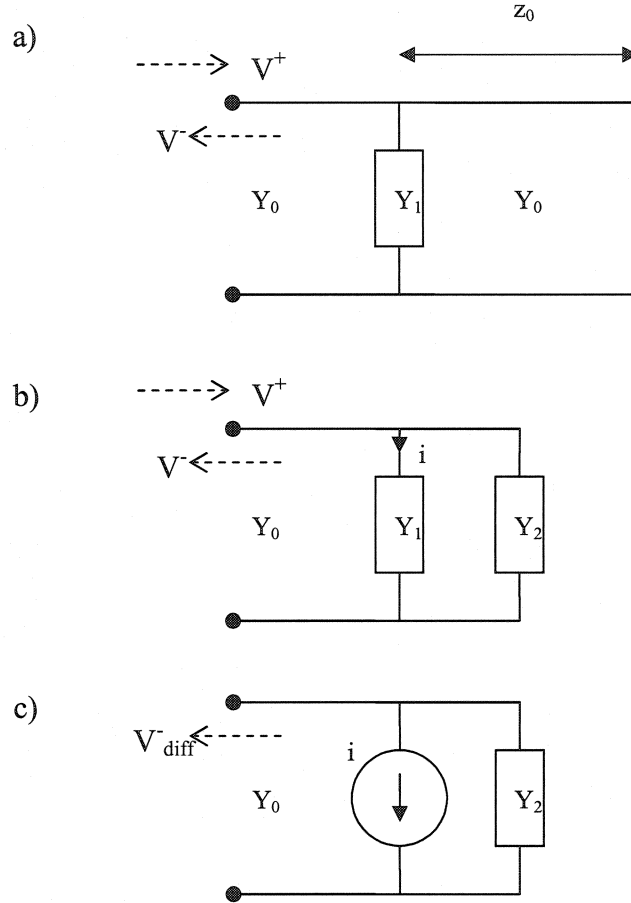 a)
z₀
V⁺
V⁻
Y₀ Y₁ Y₀
b)
V⁺
V⁻
i
Y₀ Y₁ Y₂
c)
V⁻diff
i
Y₀ Y₂